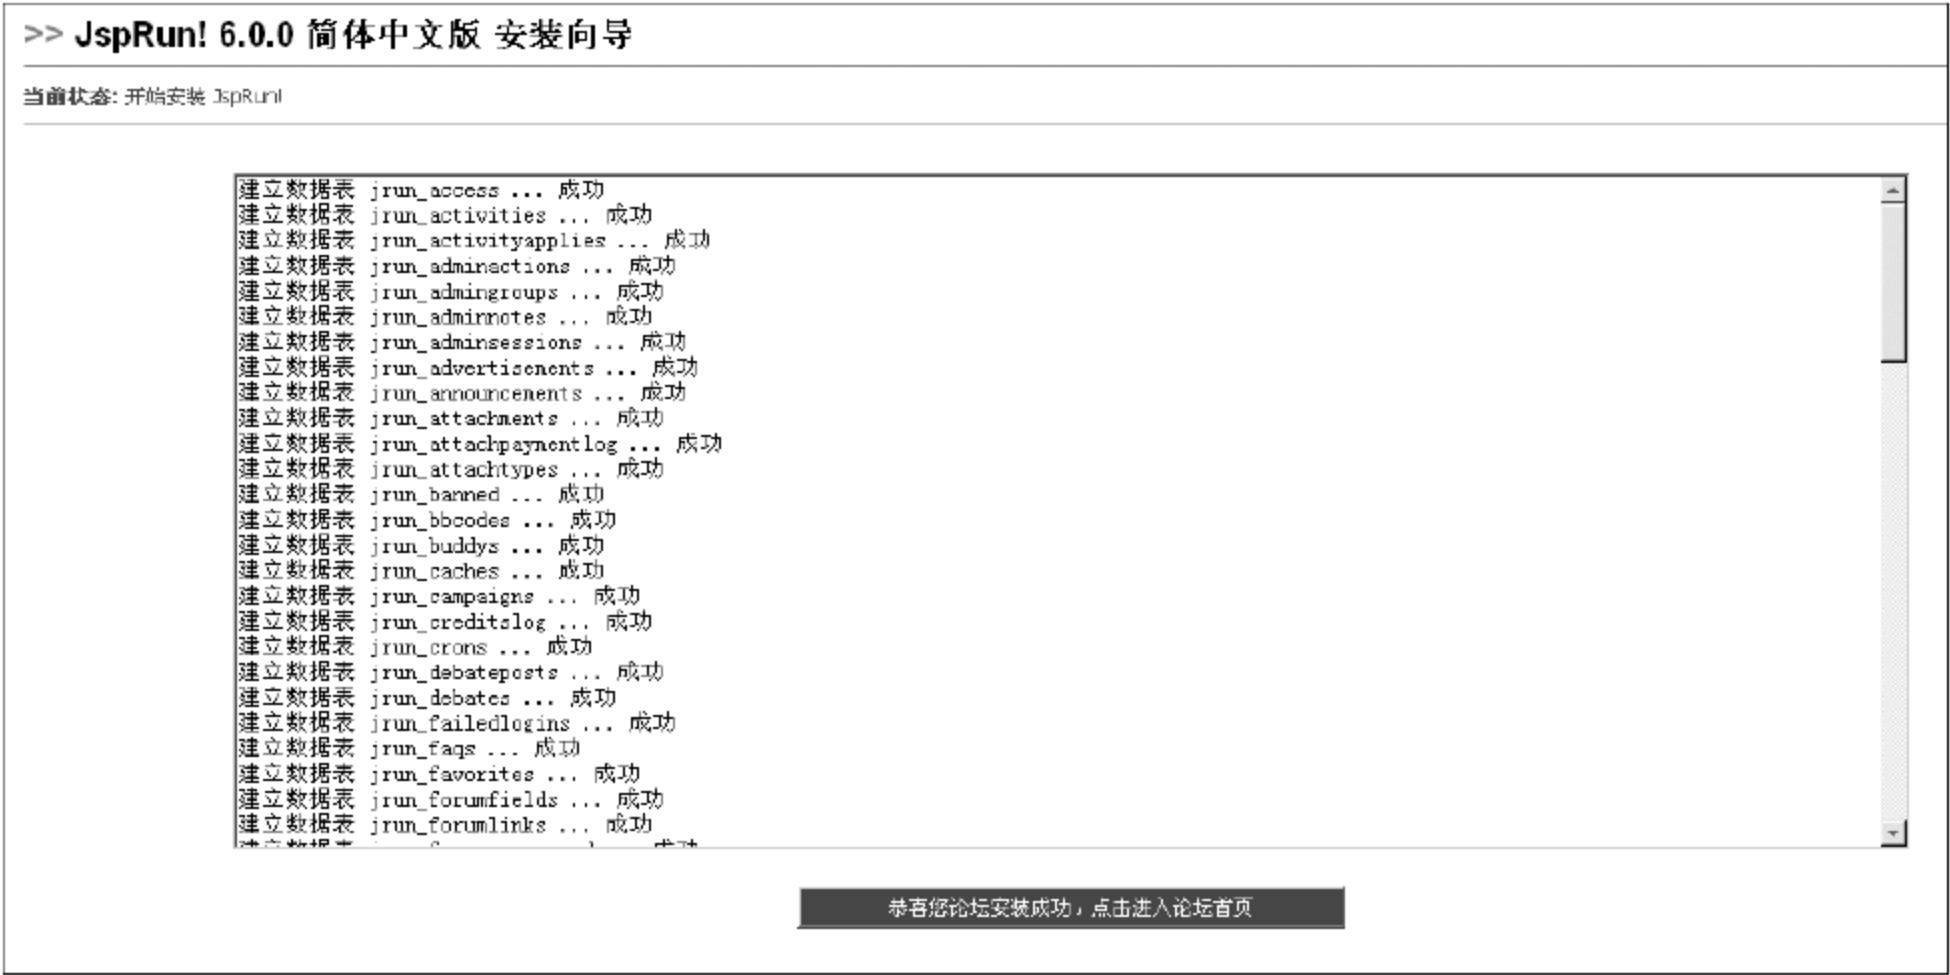 >> JspRun! 6.0.0 简体中文版 安装向导
当前状态: 开始安装 JspRun!
建立数据表 jrun_access ... 成功
建立数据表 jrun_activities ... 成功
建立数据表 jrun_activityapplies ... 成功
建立数据表 jrun_adminactions ... 成功
建立数据表 jrun_admingroups ... 成功
建立数据表 jrun_adminnotes ... 成功
建立数据表 jrun_adminsessions ... 成功
建立数据表 jrun_advertisements ... 成功
建立数据表 jrun_announcements ... 成功
建立数据表 jrun_attachments ... 成功
建立数据表 jrun_attachpaymentlog ... 成功
建立数据表 jrun_attachtypes ... 成功
建立数据表 jrun_banned ... 成功
建立数据表 jrun_bbcodes ... 成功
建立数据表 jrun_buddys ... 成功
建立数据表 jrun_caches ... 成功
建立数据表 jrun_campaigns ... 成功
建立数据表 jrun_creditslog ... 成功
建立数据表 jrun_crons ... 成功
建立数据表 jrun_debateposts ... 成功
建立数据表 jrun_debates ... 成功
建立数据表 jrun_failedlogins ... 成功
建立数据表 jrun_faqs ... 成功
建立数据表 jrun_favorites ... 成功
建立数据表 jrun_forumfields ... 成功
建立数据表 jrun_forumlinks ... 成功
恭喜您论坛安装成功，点击进入论坛首页